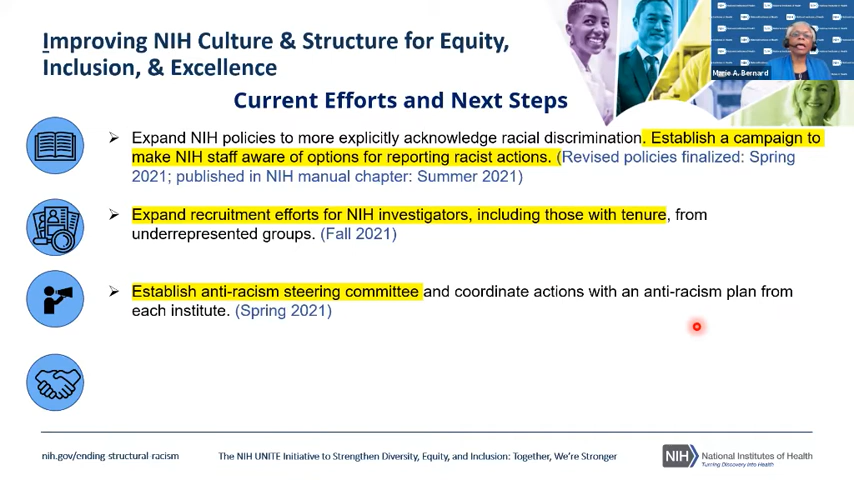 Improving NIH Culture & Structure for Equity,
Inclusion, & Excellence
Marie A. Bernard
Current Efforts and Next Steps
➢ Expand NIH policies to more explicitly acknowledge racial discrimination. Establish a campaign to
make NIH staff aware of options for reporting racist actions. (Revised policies finalized: Spring
2021; published in NIH manual chapter: Summer 2021)
➢ Expand recruitment efforts for NIH investigators, including those with tenure, from
underrepresented groups. (Fall 2021)
➢ Establish anti-racism steering committee and coordinate actions with an anti-racism plan from
each institute. (Spring 2021)
nih.gov/ending-structural-racism
The NIH UNITE Initiative to Strengthen Diversity, Equity, and Inclusion: Together, We're Stronger
NIH National Institutes of Health
Turning Discovery Into Health